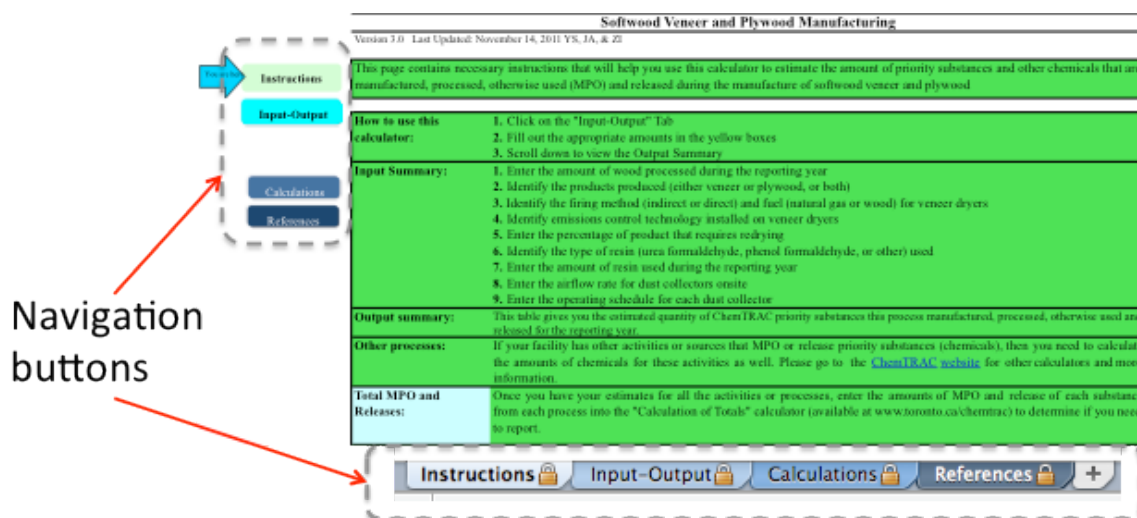 Softwood Veneer and Plywood Manufacturing
Version 3.0 Last Updated: November 14, 2011 YS, JA, & ZI
Instructions
This page contains necessary instructions that will help you use this calculator to estimate the amount of priority substances and other chemicals that are
manufactured, processed, otherwise used (MPO) and released during the manufacture of softwood veneer and plywood
Input-Output
How to use this
calculator:
1. Click on the "Input-Output" Tab
2. Fill out the appropriate amounts in the yellow boxes
3. Scroll down to view the Output Summary
Calculations
References
Input Summary:
1. Enter the amount of wood processed during the reporting year
2. Identify the products produced (either veneer or plywood, or both)
3. Identify the firing method (indirect or direct) and fuel (natural gas or wood) for veneer dryers
4. Identify emissions control technology installed on veneer dryers
5. Enter the percentage of product that requires redrying
6. Identify the type of resin (urea formaldehyde, phenol formaldehyde, or other) used
7. Enter the amount of resin used during the reporting year
8. Enter the airflow rate for dust collectors onsite
9. Enter the operating schedule for each dust collector
Navigation
buttons
Output summary:
This table gives you the estimated quantity of ChemTRAC priority substances this process manufactured, processed, otherwise used and
released for the reporting year.
Other processes:
If your facility has other activities or sources that MPO or release priority substances (chemicals), then you need to calculat
the amounts of chemicals for these activities as well. Please go to the ChemTRAC website for other calculators and more
information.
Total MPO and
Releases:
Once you have your estimates for all the activities or processes, enter the amounts of MPO and release of each substanc
from each process into the "Calculation of Totals" calculator (available at www.toronto.ca/chemtrac) to determine if you need
to report.
Instructions Input-Output Calculations References +